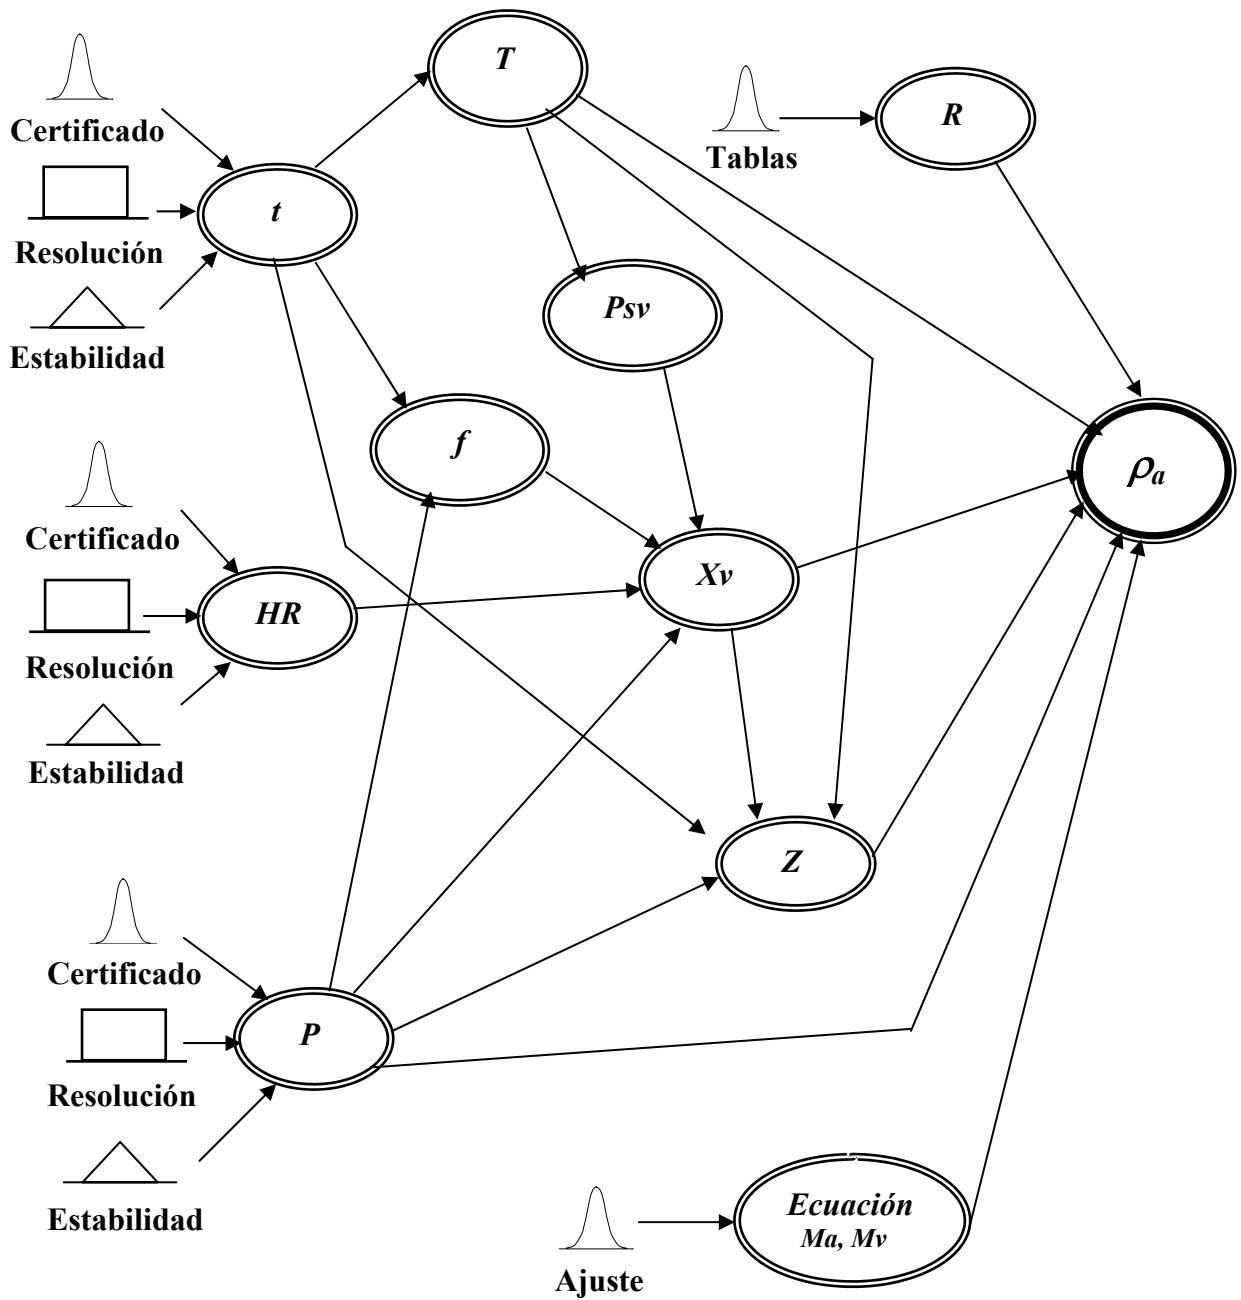 T
R
Certificado
Tablas
t
Resolución
Psv
Estabilidad
f
ρa
Certificado
Xv
HR
Resolución
Estabilidad
Z
Certificado
P
Resolución
Ecuación
Estabilidad
Ma, Mv
Ajuste